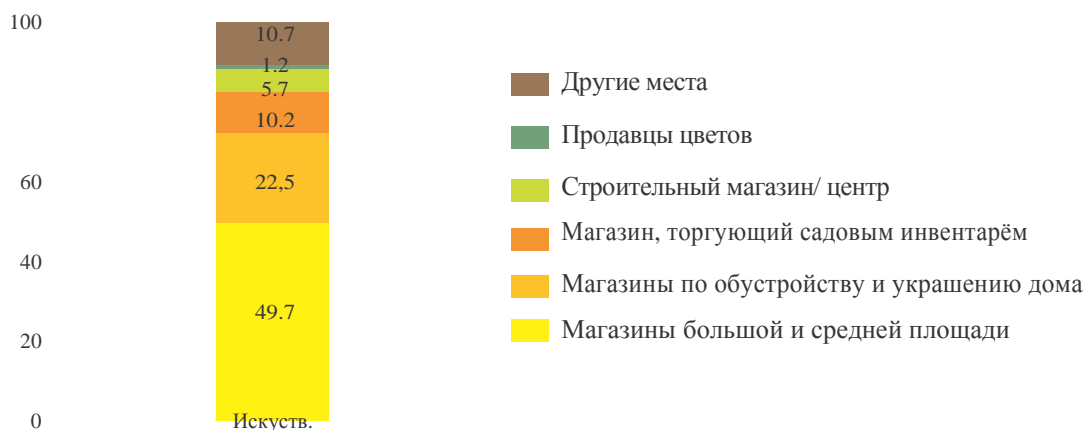 100
60
40
20
0
10.7
1.2
5.7
10.2
22,5
49.7
Искуств.
Другие места
Продавцы цветов
Строительный магазин/ центр
Магазин, торгующий садовым инвентарём
Магазины по обустройству и украшению дома
Магазины большой и средней площади